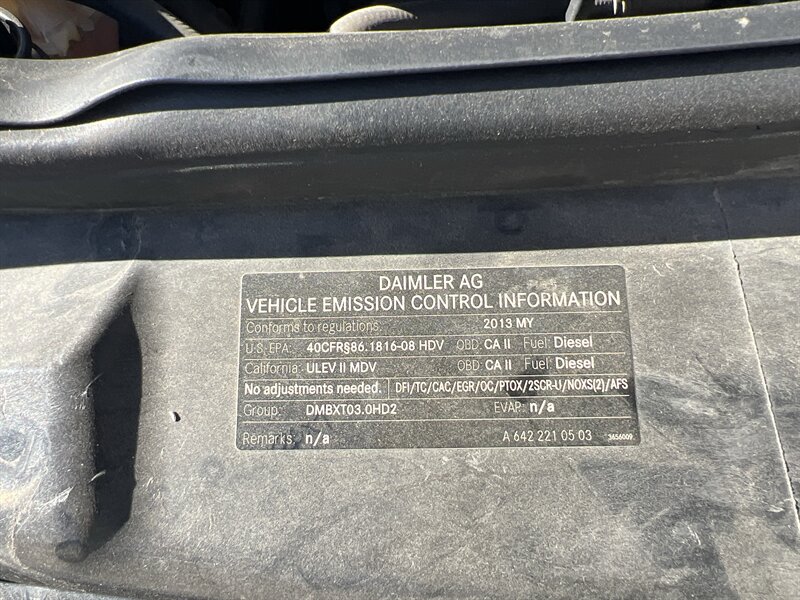 DAIMLER AG
VEHICLE EMISSION CONTROL INFORMATION
Conforms to regulations: 2013 MY
U.S. EPA: 40CFR§86.1816-08 HDV OBD: CA II Fuel: Diesel
California: ULEV II MDV OBD: CA II Fuel: Diesel
No adjustments needed. DFI/TC/CAC/EGR/OC/PTOX/2SCR-U/NOXS(2)/AFS
Group: DMBXT03.0HD2 EVAP: n/a
Remarks: n/a A 642 221 05 03 3656009